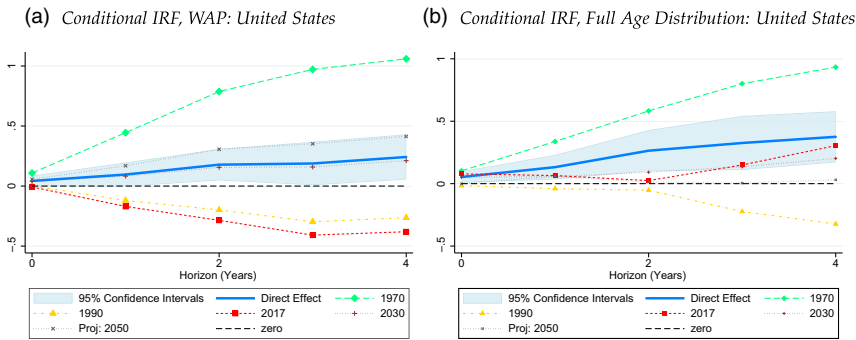 (a) Conditional IRF, WAP: United States
1
.5
0
-.5
0 1 2 3 4
Horizon (Years)
95% Confidence Intervals Direct Effect 1970
1990 2017 2030
Proj: 2050 zero
(b) Conditional IRF, Full Age Distribution: United States
1
.5
0
-.5
0 2 4
Horizon (Years)
95% Confidence Intervals Direct Effect 1970
1990 2017 2030
Proj: 2050 zero